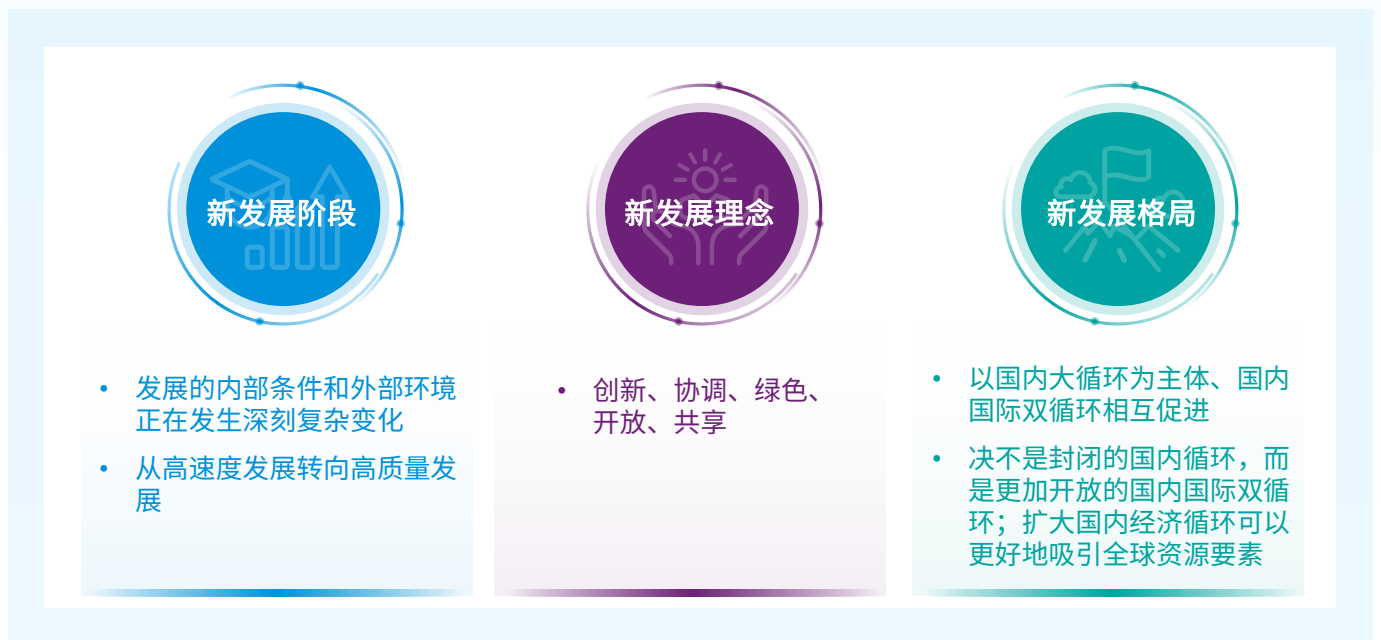 新发展阶段
• 发展的内部条件和外部环境
正在发生深刻复杂变化
• 从高速度发展转向高质量发
展
新发展理念
• 创新、协调、绿色、
开放、共享
新发展格局
• 以国内大循环为主体、国内
国际双循环相互促进
• 决不是封闭的国内循环，而
是更加开放的国内国际双循
环；扩大国内经济循环可以
更好地吸引全球资源要素